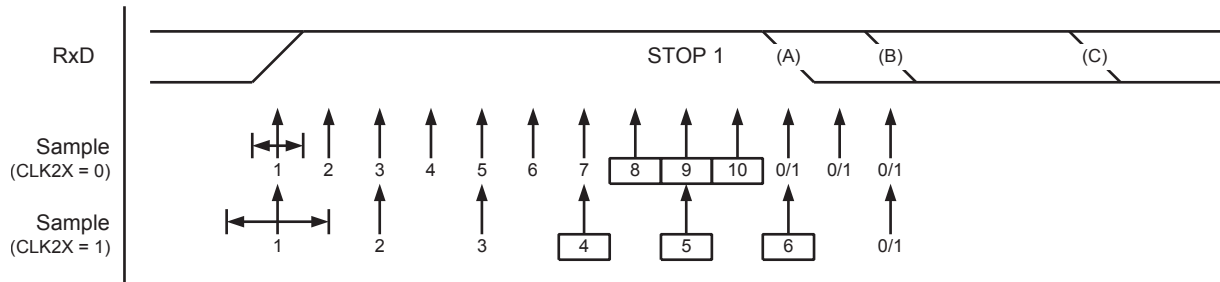 RxD STOP 1 (A) (B) (C)
Sample
(CLK2X = 0)
1 2 3 4 5 6 7 8 9 10 0/1 0/1 0/1
Sample
(CLK2X = 1)
1 2 3 4 5 6 0/1